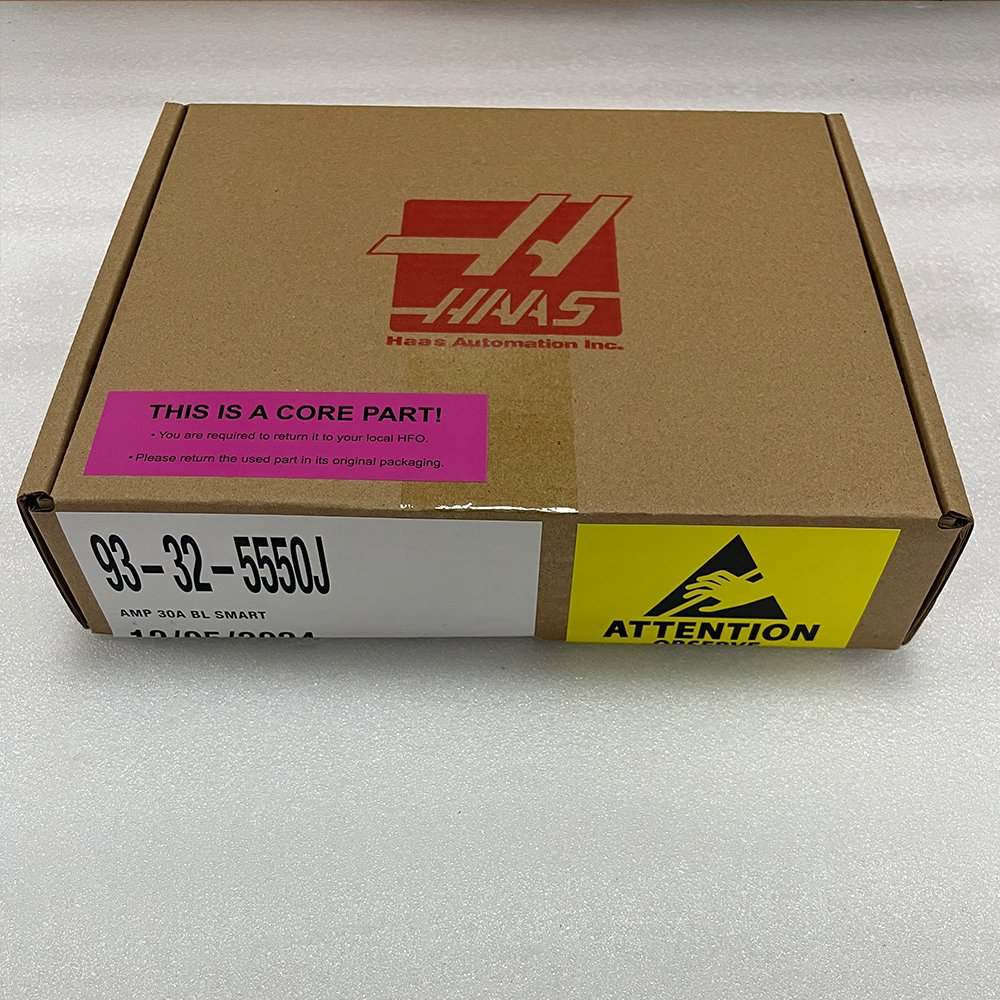 HAAS
Haas Automation Inc.
THIS IS A CORE PART!
• You are required to return it to your local HFO.
• Please return the used part in its original packaging.
93-32-5550J
AMP 30A BL SMART
ATTENTION
OBSERVE